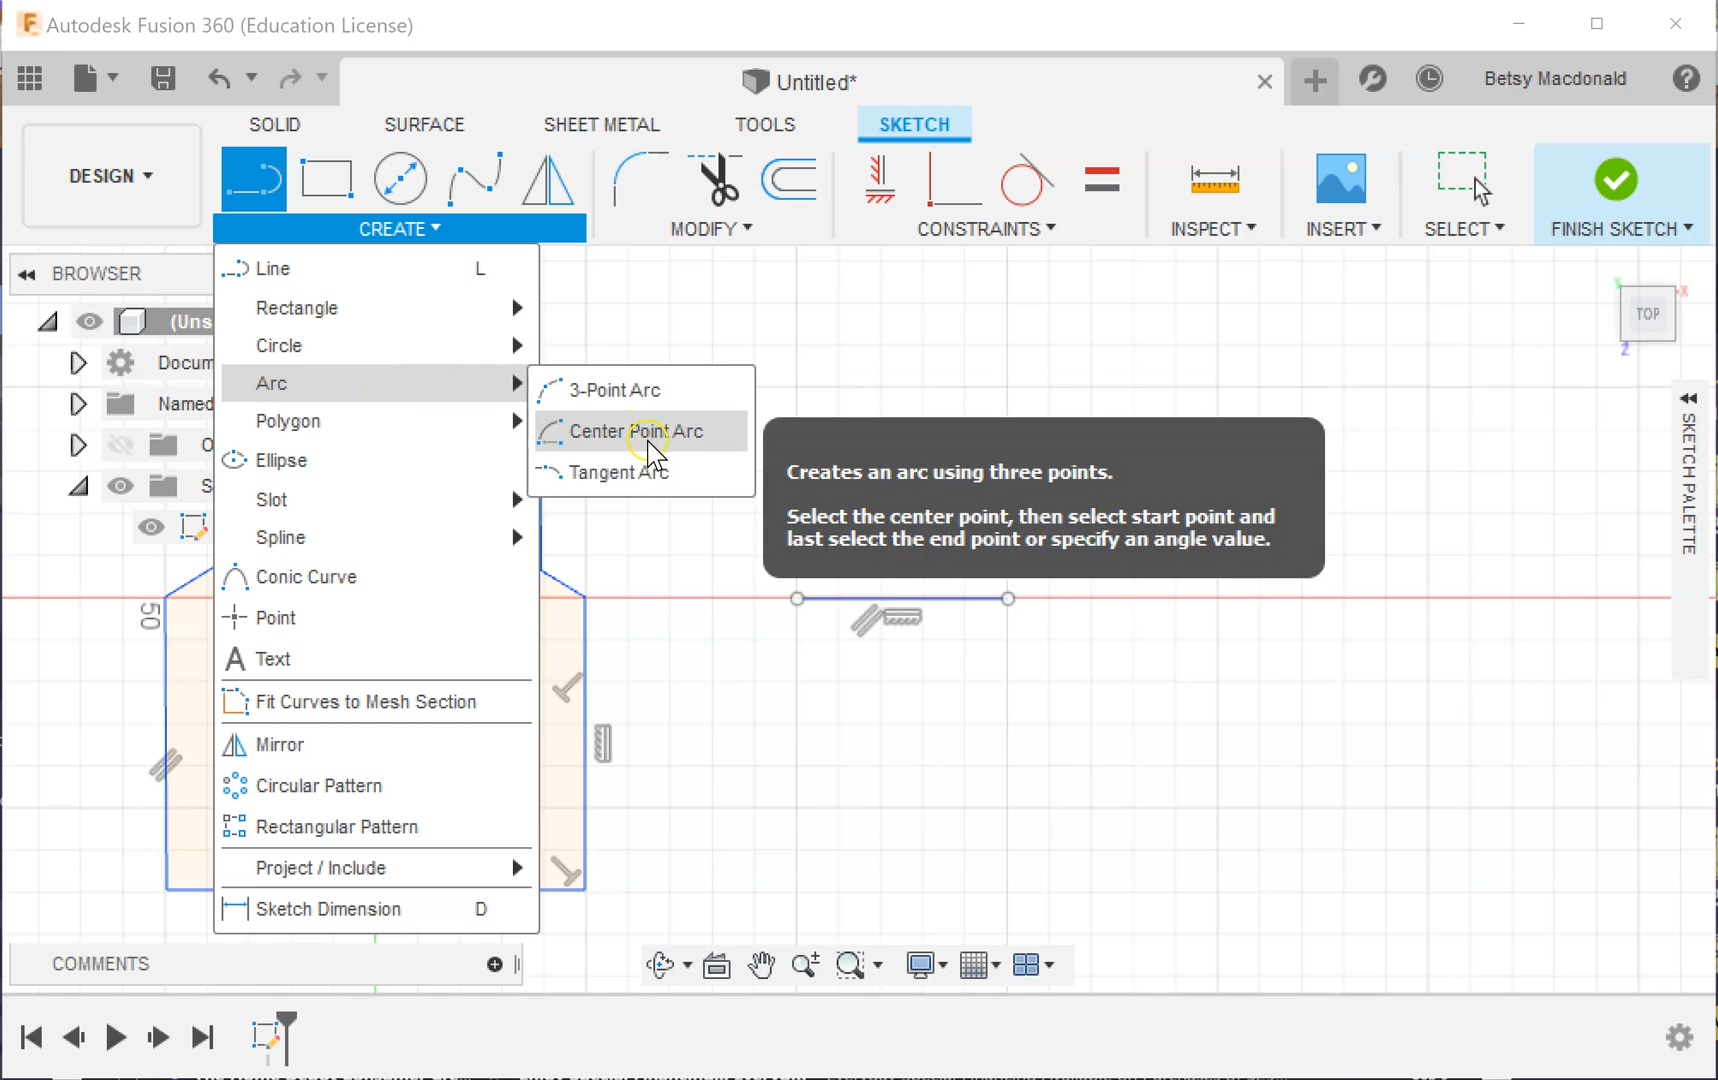 Autodesk Fusion 360 (Education License)
Untitled*
Betsy Macdonald
SOLID
SURFACE
SHEET METAL
TOOLS
SKETCH
DESIGN
CREATE
MODIFY
CONSTRAINTS
INSPECT
INSERT
SELECT
FINISH SKETCH
BROWSER
(Uns
Docum
Named
O
S
Line L
Rectangle
Circle
Arc
Polygon
Ellipse
Slot
Spline
Conic Curve
Point
Text
Fit Curves to Mesh Section
Mirror
Circular Pattern
Rectangular Pattern
Project / Include
Sketch Dimension D
3-Point Arc
Center Point Arc
Tangent Arc
Creates an arc using three points.
Select the center point, then select start point and
last select the end point or specify an angle value.
TOP
X
Y
Z
SKETCH PALETTE
50
COMMENTS